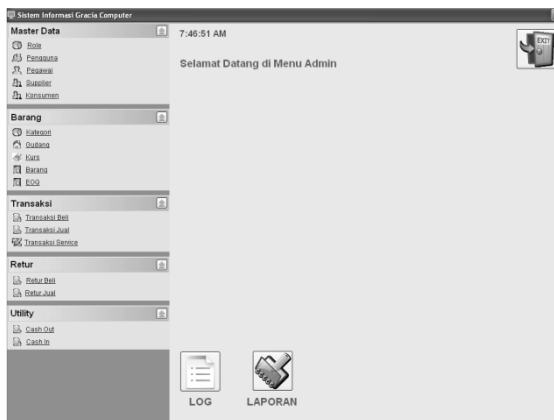 Sistem Informasi Gracia Computer
Master Data
Role
Pengguna
Pegawai
Supplier
Konsumen
Barang
Kategori
Gudang
Kurs
Barang
EOQ
Transaksi
Transaksi Beli
Transaksi Jual
Transaksi Service
Retur
Retur Beli
Retur Jual
Utility
Cash Out
Cash In
7:46:51 AM
EXIT
Selamat Datang di Menu Admin
LOG
LAPORAN